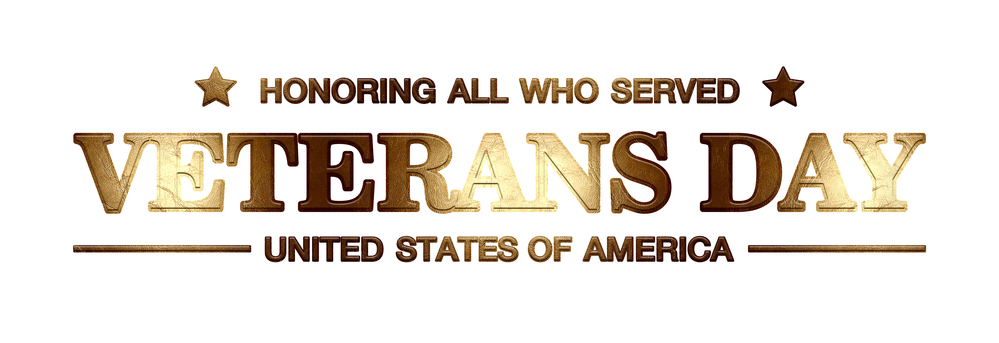 HONORING ALL WHO SERVED
VETERANS DAY
UNITED STATES OF AMERICA